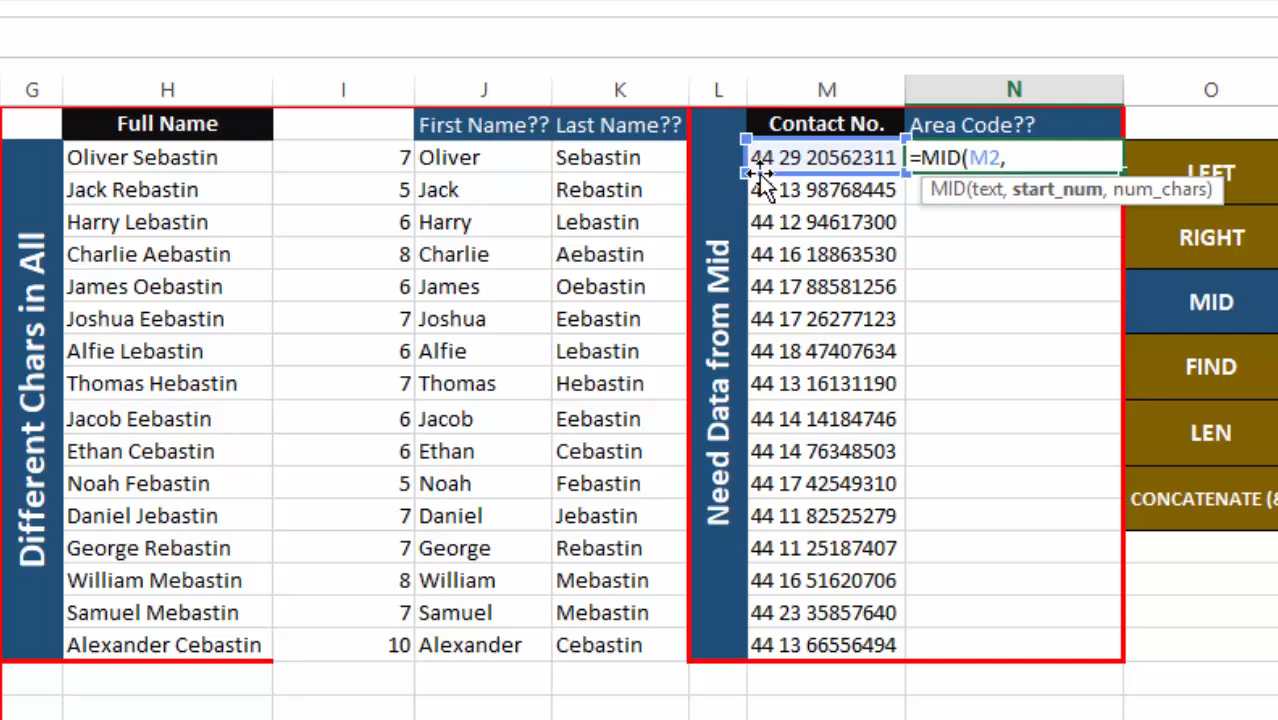 G H I J K L M N O
Full Name First Name?? Last Name?? Contact No. Area Code??
Different Chars in All
Need Data from Mid
Oliver Sebastin 7 Oliver Sebastin 44 29 20562311 =MID(M2,
MID(text, start_num, num_chars)
Jack Rebastin 5 Jack Rebastin 44 13 98768445
Harry Lebastin 6 Harry Lebastin 44 12 94617300
Charlie Aebastin 8 Charlie Aebastin 44 16 18863530
James Oebastin 6 James Oebastin 44 17 88581256
Joshua Eebastin 7 Joshua Eebastin 44 17 26277123
Alfie Lebastin 6 Alfie Lebastin 44 18 47407634
Thomas Hebastin 7 Thomas Hebastin 44 13 16131190
Jacob Eebastin 6 Jacob Eebastin 44 14 14184746
Ethan Cebastin 6 Ethan Cebastin 44 14 76348503
Noah Febastin 5 Noah Febastin 44 17 42549310
Daniel Jebastin 7 Daniel Jebastin 44 11 82525279
George Rebastin 7 George Rebastin 44 11 25187407
William Mebastin 8 William Mebastin 44 16 51620706
Samuel Mebastin 7 Samuel Mebastin 44 23 35857640
Alexander Cebastin 10 Alexander Cebastin 44 13 66556494
LEFT
RIGHT
MID
FIND
LEN
CONCATENATE (&